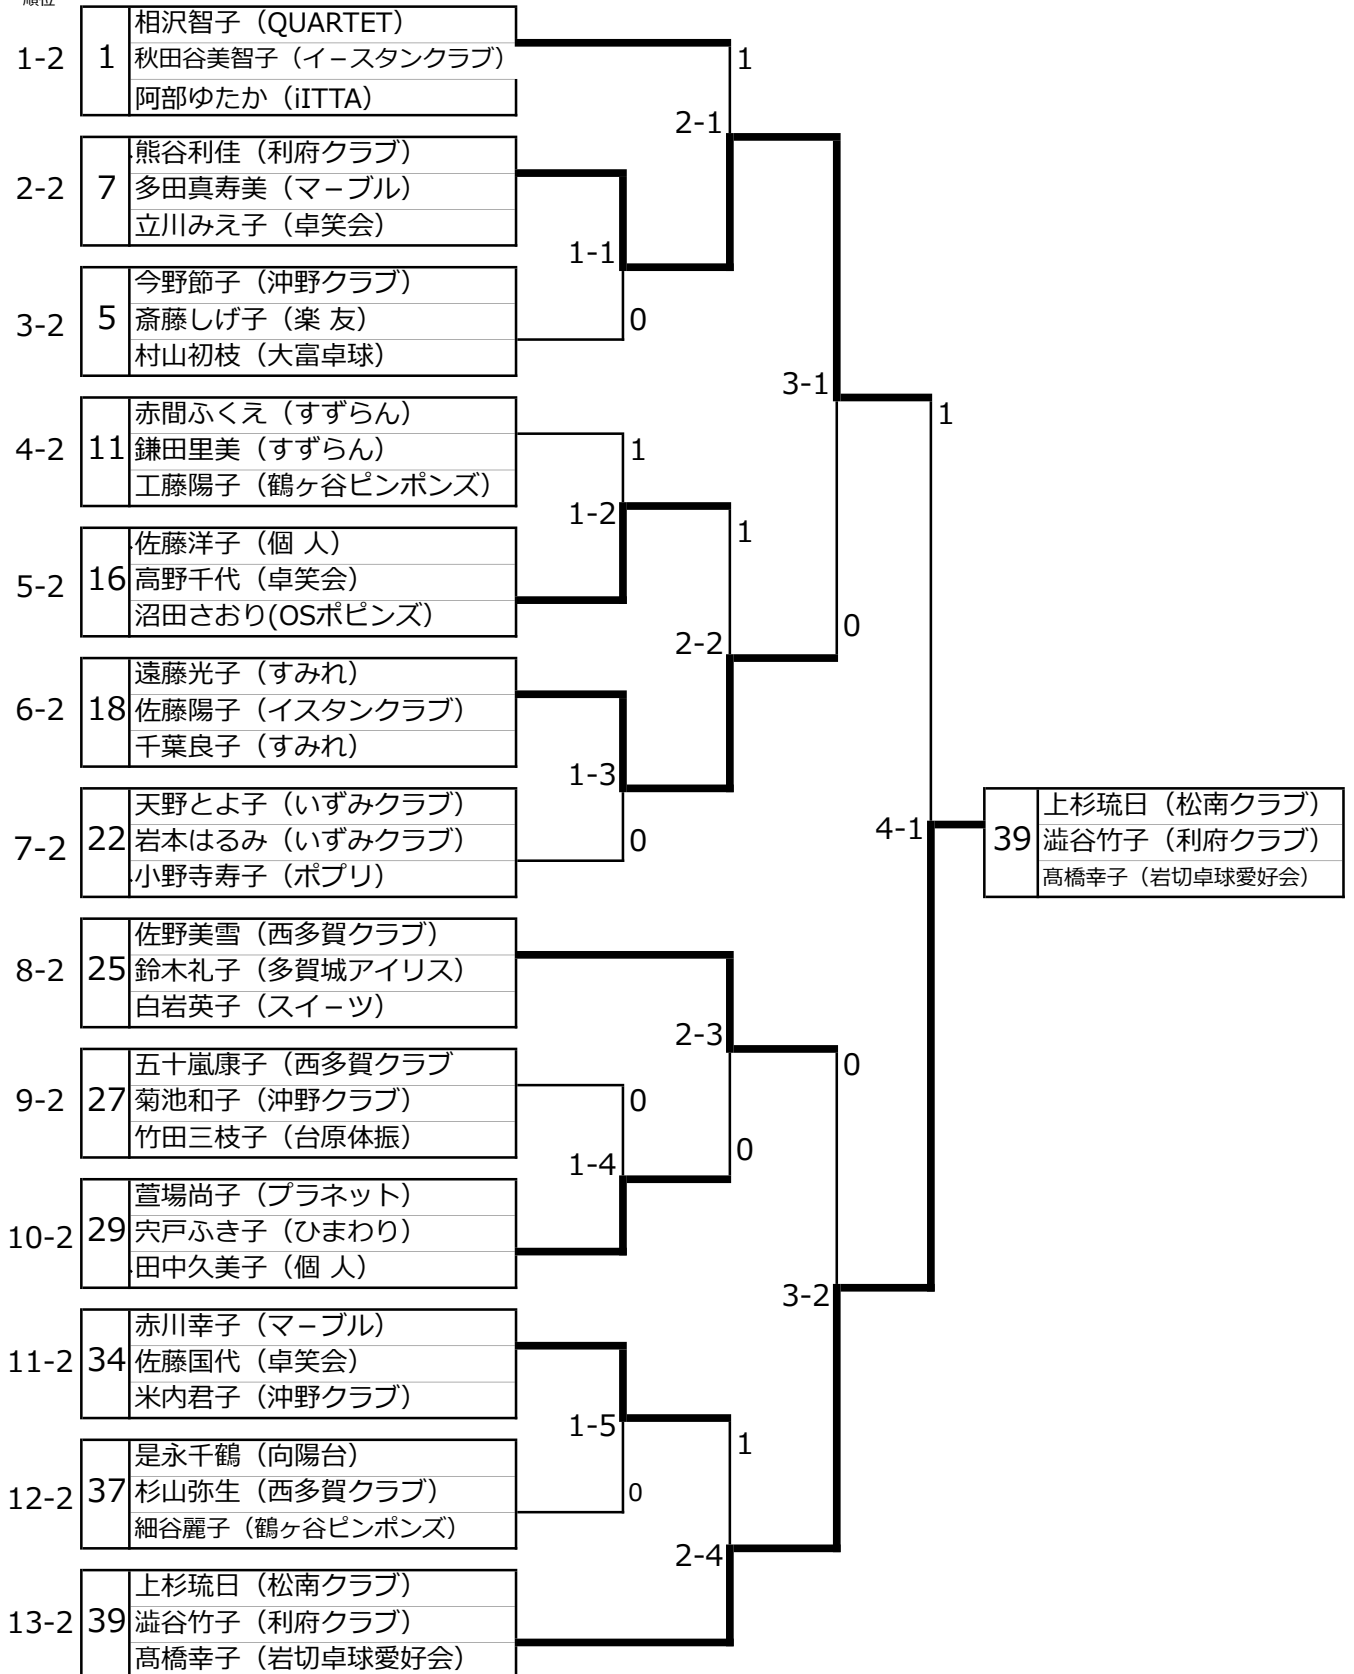 順位
1-2
1
相沢智子（QUARTET）
秋田谷美智子（イ－スタンクラブ）
阿部ゆたか（iITTA）
1
2-1
2-2
7
熊谷利佳（利府クラブ）
多田真寿美（マ－ブル）
立川みえ子（卓笑会）
1-1
3-2
5
今野節子（沖野クラブ）
斎藤しげ子（楽 友）
村山初枝（大富卓球）
0
3-1
1
4-2
11
赤間ふくえ（すずらん）
鎌田里美（すずらん）
工藤陽子（鶴ヶ谷ピンポンズ）
1
1-2
1
5-2
16
佐藤洋子（個 人）
高野千代（卓笑会）
沼田さおり(OSポピンズ）
2-2
0
6-2
18
遠藤光子（すみれ）
佐藤陽子（イスタンクラブ）
千葉良子（すみれ）
1-3
7-2
22
天野とよ子（いずみクラブ）
岩本はるみ（いずみクラブ）
小野寺寿子（ポプリ）
0
4-1
39
上杉琉日（松南クラブ）
澁谷竹子（利府クラブ）
髙橋幸子（岩切卓球愛好会）
8-2
25
佐野美雪（西多賀クラブ）
鈴木礼子（多賀城アイリス）
白岩英子（スイ－ツ）
2-3
0
9-2
27
五十嵐康子（西多賀クラブ
菊池和子（沖野クラブ）
竹田三枝子（台原体振）
0
1-4
0
10-2
29
萱場尚子（プラネット）
宍戸ふき子（ひまわり）
田中久美子（個 人）
3-2
11-2
34
赤川幸子（マ－ブル）
佐藤国代（卓笑会）
米内君子（沖野クラブ）
1-5
1
12-2
37
是永千鶴（向陽台）
杉山弥生（西多賀クラブ）
細谷麗子（鶴ヶ谷ピンポンズ）
0
2-4
13-2
39
上杉琉日（松南クラブ）
澁谷竹子（利府クラブ）
髙橋幸子（岩切卓球愛好会）